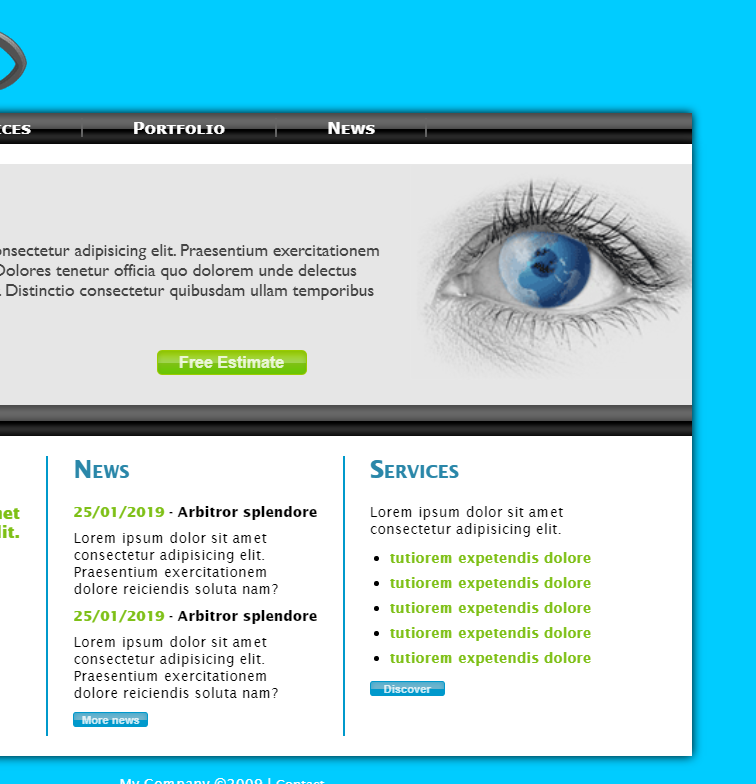 Portfolio
News
consectetur adipisicing elit. Praesentium exercitationem
Dolores tenetur officia quo dolorem unde delectus
. Distinctio consectetur quibusdam ullam temporibus
Free Estimate
News
25/01/2019 - Arbitror splendore
Lorem ipsum dolor sit amet
consectetur adipisicing elit.
Praesentium exercitationem
dolore reiciendis soluta nam?
25/01/2019 - Arbitror splendore
Lorem ipsum dolor sit amet
consectetur adipisicing elit.
Praesentium exercitationem
dolore reiciendis soluta nam?
More news
Services
Lorem ipsum dolor sit amet
consectetur adipisicing elit.
tutiorem expetendis dolore
tutiorem expetendis dolore
tutiorem expetendis dolore
tutiorem expetendis dolore
tutiorem expetendis dolore
Discover
My Company ©2009 | Contact